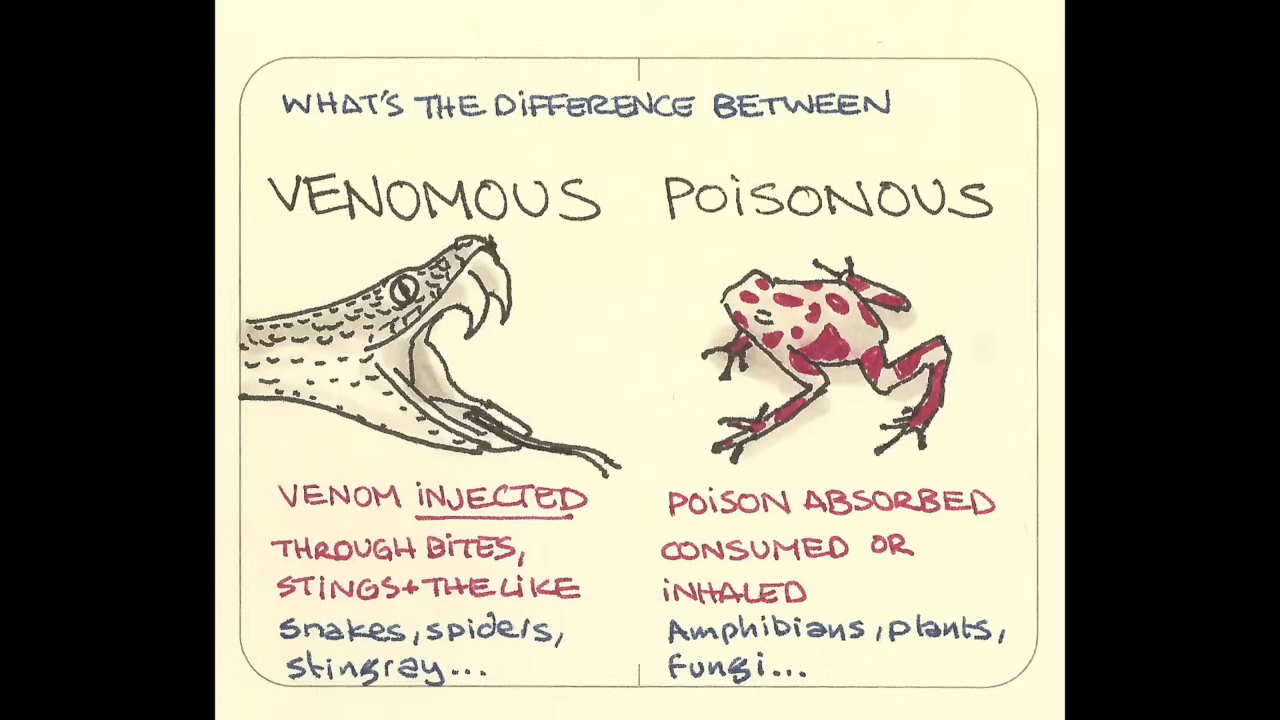 WHAT'S THE DIFFERENCE BETWEEN
VENOMOUS
VENOM INJECTED
THROUGH BITES,
STINGS + THE LIKE
snakes, spiders,
stingray...
POISONOUS
POISON ABSORBED
CONSUMED OR
INHALED
Amphibians, plants,
fungi...